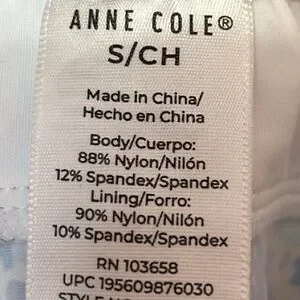 ANNE COLE®
S/CH
Made in China/
Hecho en China
Body/Cuerpo:
88% Nylon/Nilón
12% Spandex/Spandex
Lining/Forro:
90% Nylon/Nilón
10% Spandex/Spandex
RN 103658
UPC 195609876030